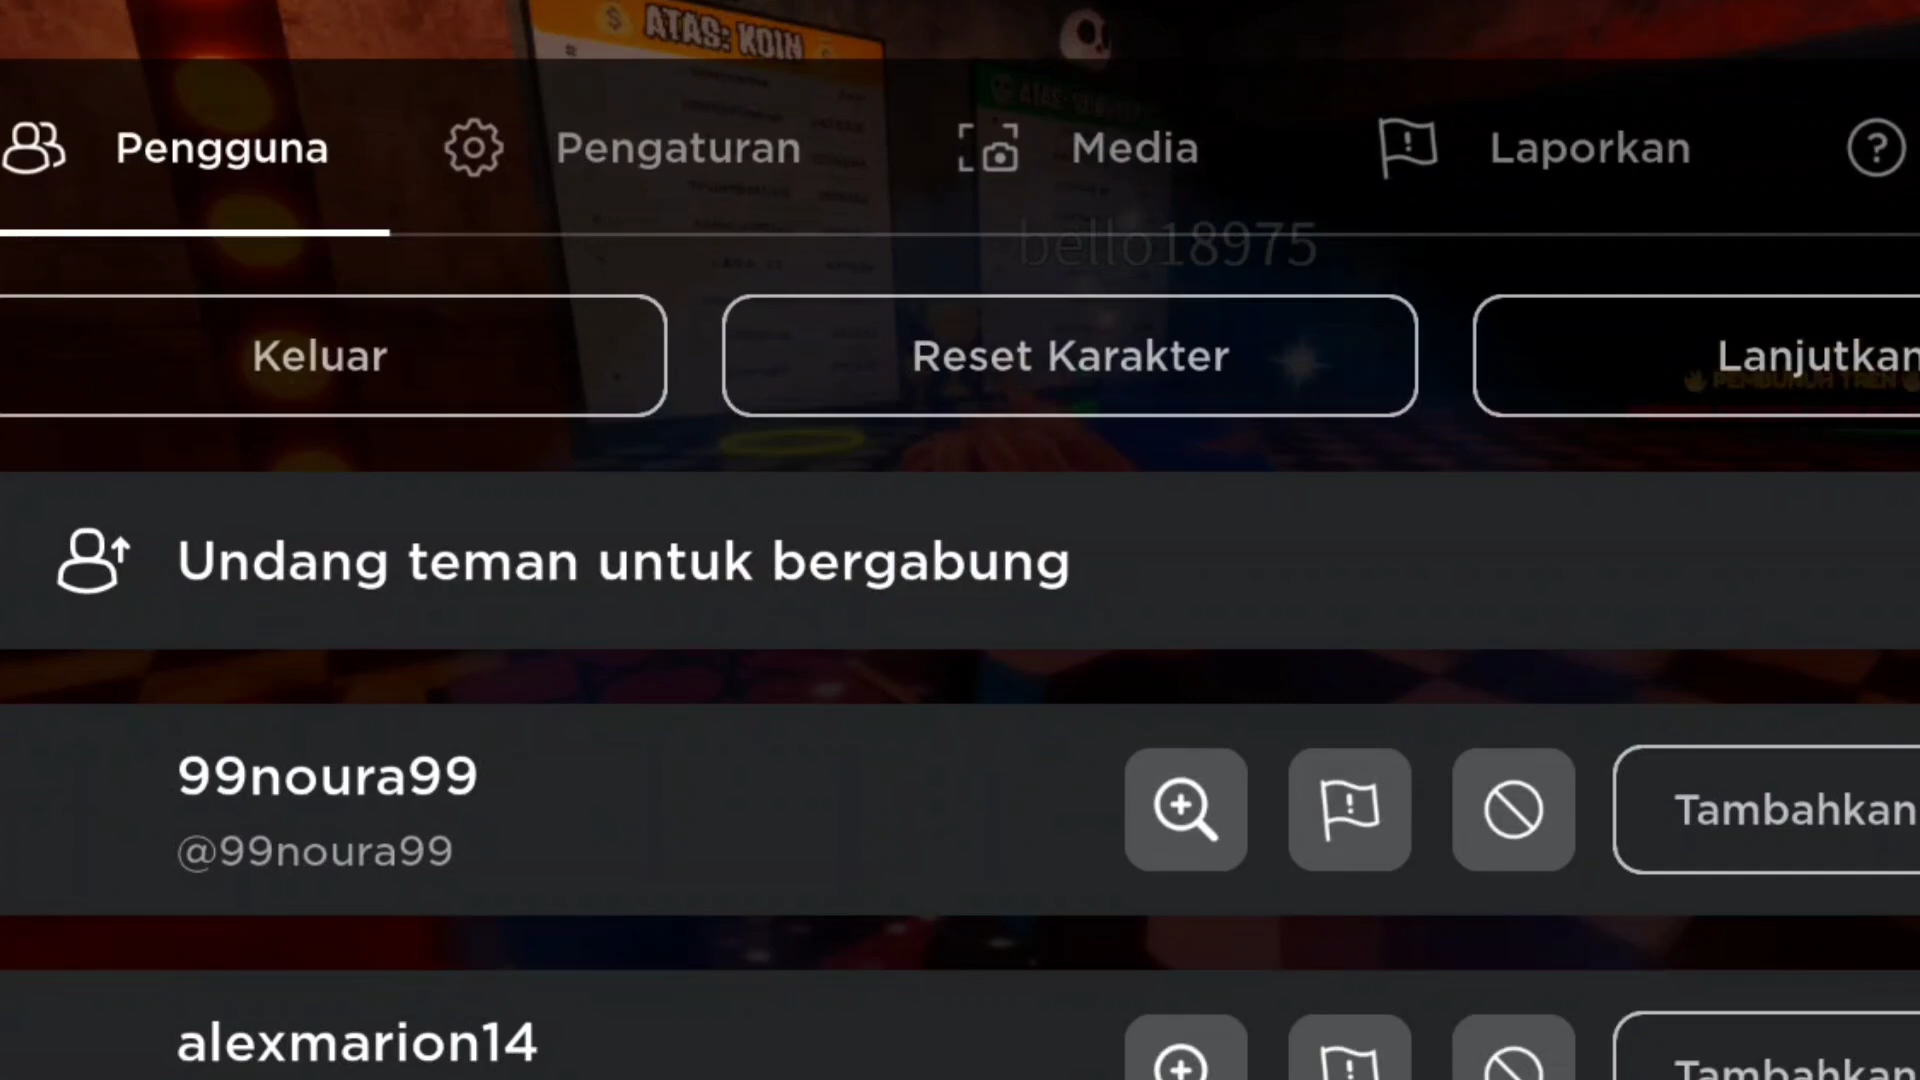 ATAS: KOIN
Pengguna
Pengaturan
Media
Laporkan
bello18975
Keluar
Reset Karakter
Lanjutkan
Undang teman untuk bergabung
99noura99
@99noura99
Tambahkan
alexmarion14
Tambahkan